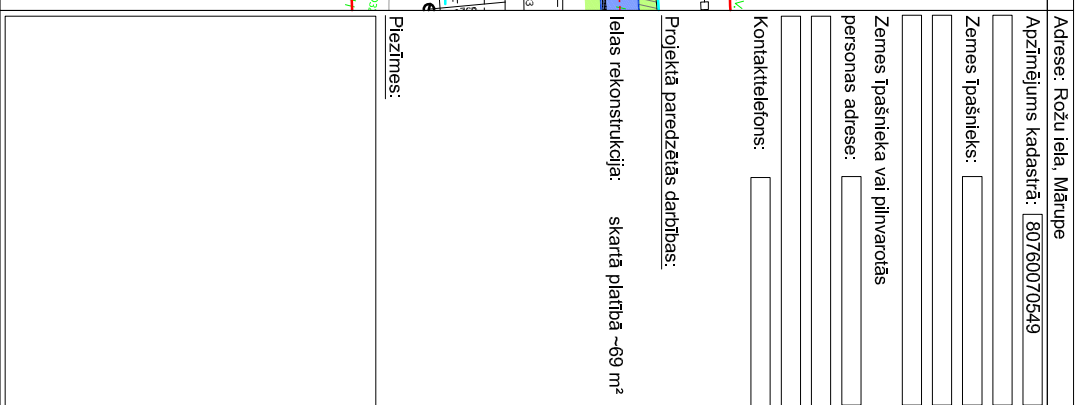 Adrese: Rožu iela, Mārupe
Apzīmējums kadastrā: 80760070549
Zemes īpašnieks:
Zemes īpašnieka vai pilnvarotās
personas adrese:
Kontakttelefons:
Projektā paredzētās darbības:
Ielas rekonstrukcija: skartā platībā ~69 m²
Piezīmes: